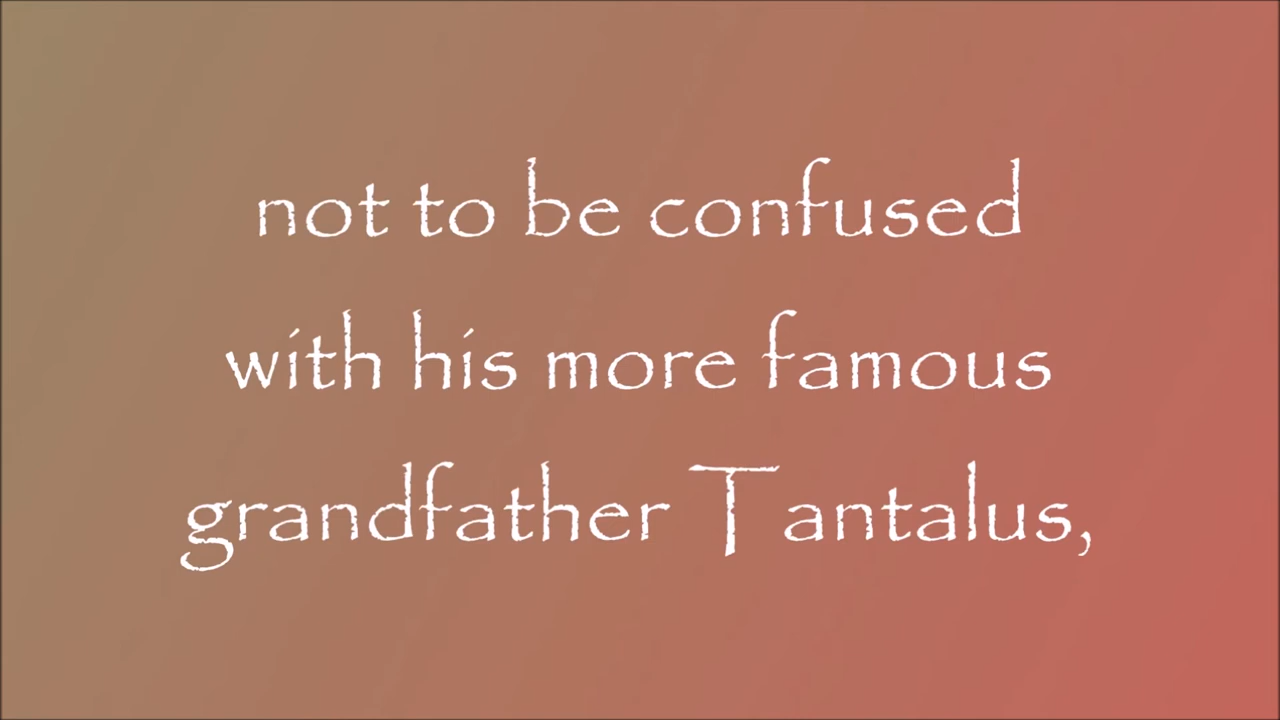 not to be confused
with his more famous
grandfather Tantalus,